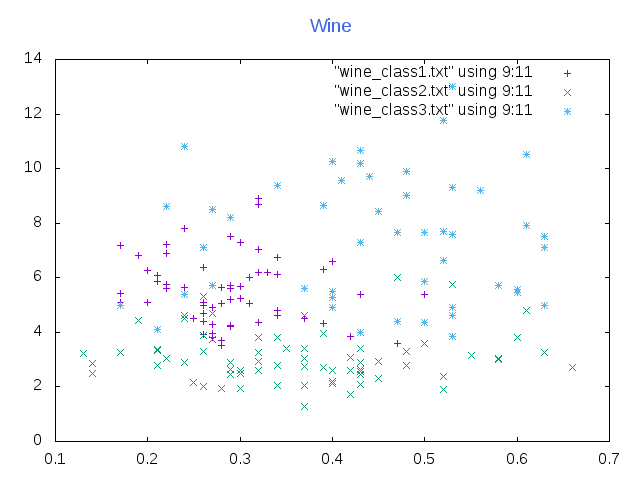 Wine
"wine_class1.txt" using 9:11
"wine_class2.txt" using 9:11
"wine_class3.txt" using 9:11
14
12
10
8
6
4
2
0
0.1 0.2 0.3 0.4 0.5 0.6 0.7